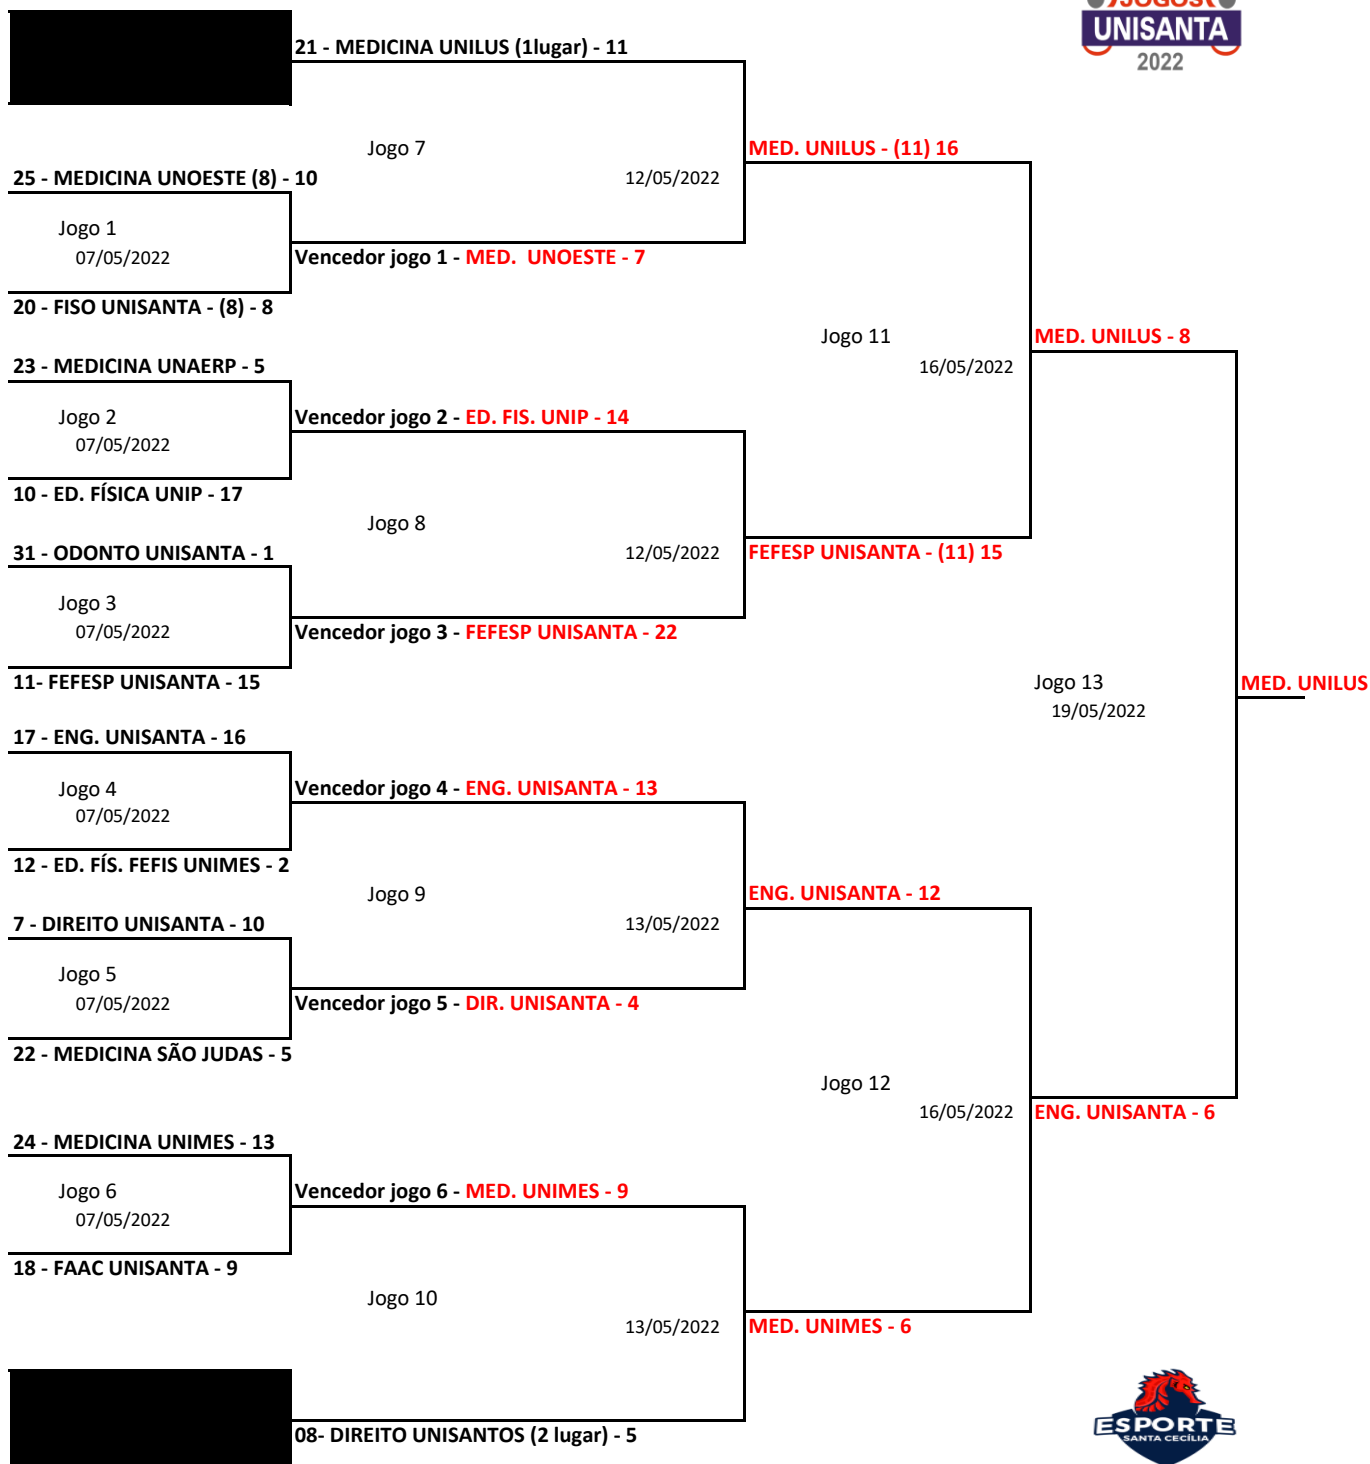 JOGOS
UNISANTA
2022
21 - MEDICINA UNILUS (1lugar) - 11
Jogo 7
MED. UNILUS - (11) 16
25 - MEDICINA UNOESTE (8) - 10
12/05/2022
Jogo 1
07/05/2022
Vencedor jogo 1 - MED.  UNOESTE - 7
20 - FISO UNISANTA - (8) - 8
Jogo 11
MED. UNILUS - 8
23 - MEDICINA UNAERP - 5
16/05/2022
Jogo 2
Vencedor jogo 2 - ED. FIS. UNIP - 14
07/05/2022
10 - ED. FÍSICA UNIP - 17
Jogo 8
31 - ODONTO UNISANTA - 1
12/05/2022
FEFESP UNISANTA - (11) 15
Jogo 3
07/05/2022
Vencedor jogo 3 - FEFESP UNISANTA - 22
11- FEFESP UNISANTA - 15
Jogo 13
MED. UNILUS
19/05/2022
17 - ENG. UNISANTA - 16
Jogo 4
Vencedor jogo 4 - ENG. UNISANTA - 13
07/05/2022
12 - ED. FÍS. FEFIS UNIMES - 2
Jogo 9
ENG. UNISANTA - 12
7 - DIREITO UNISANTA - 10
13/05/2022
Jogo 5
07/05/2022
Vencedor jogo 5 - DIR. UNISANTA - 4
22 - MEDICINA SÃO JUDAS - 5
Jogo 12
16/05/2022
ENG. UNISANTA - 6
24 - MEDICINA UNIMES - 13
Jogo 6
Vencedor jogo 6 - MED. UNIMES - 9
07/05/2022
18 - FAAC UNISANTA - 9
Jogo 10
13/05/2022
MED. UNIMES - 6
08- DIREITO UNISANTOS (2 lugar) - 5
ESPORTE
SANTA CECÍLIA